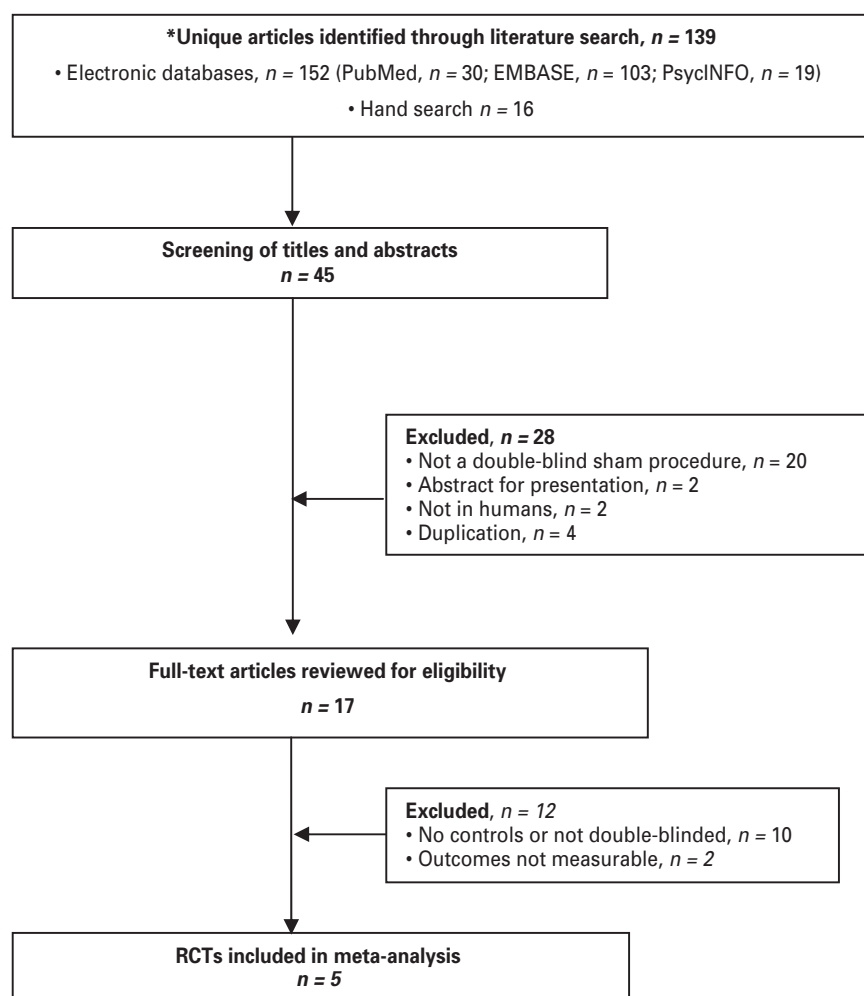 *Unique articles identified through literature search, n = 139
• Electronic databases, n = 152 (PubMed, n = 30; EMBASE, n = 103; PsycINFO, n = 19)
• Hand search n = 16
Screening of titles and abstracts
n = 45
Excluded, n = 28
• Not a double-blind sham procedure, n = 20
• Abstract for presentation, n = 2
• Not in humans, n = 2
• Duplication, n = 4
Full-text articles reviewed for eligibility
n = 17
Excluded, n = 12
• No controls or not double-blinded, n = 10
• Outcomes not measurable, n = 2
RCTs included in meta-analysis
n = 5